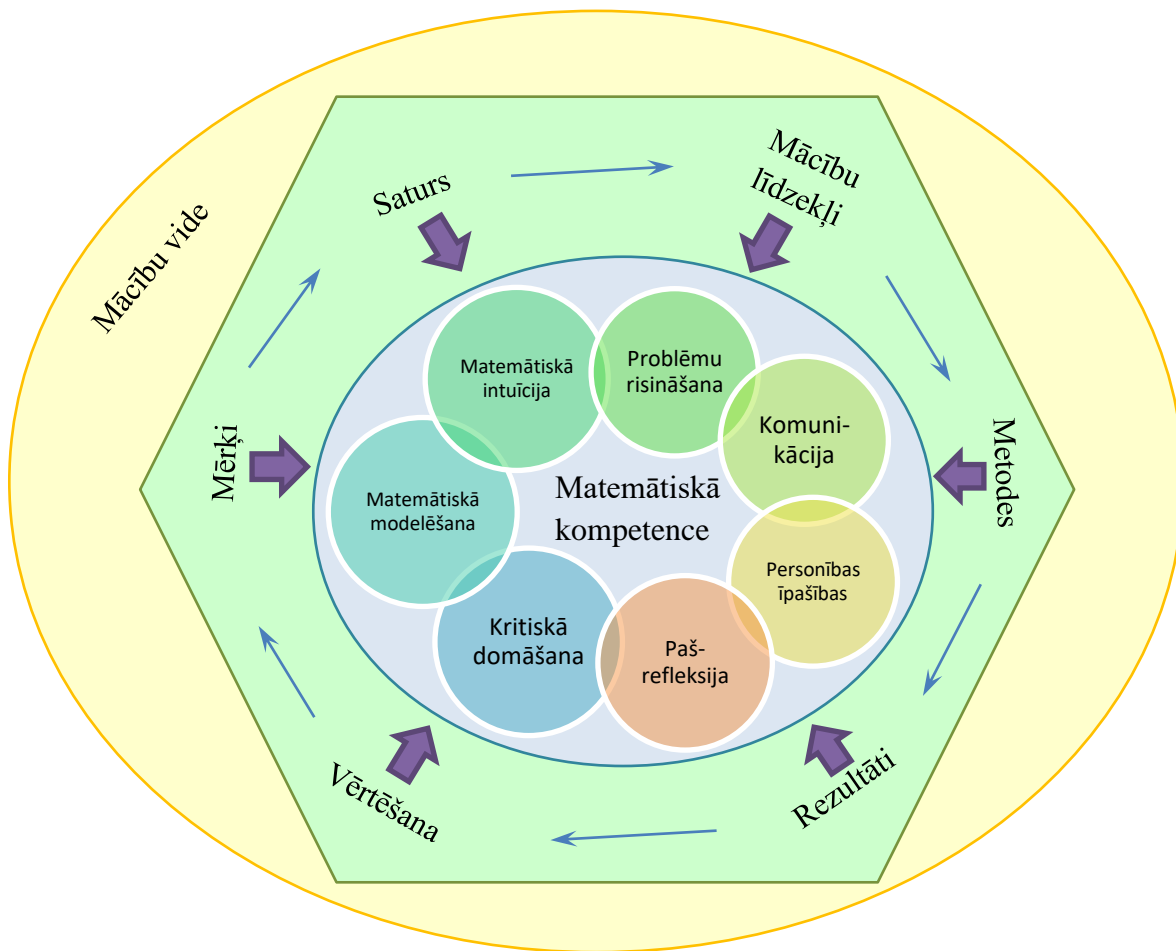 Mācību vide
Saturs
Mācību
līdzekļi
Mērķi
Metodes
Vērtēšana
Rezultāti
Matemātiskā
intuīcija
Problēmu
risināšana
Komuni-
kācija
Matemātiskā
modelēšana
Matemātiskā
kompetence
Personības
īpašības
Kritiskā
domāšana
Paš-
refleksija